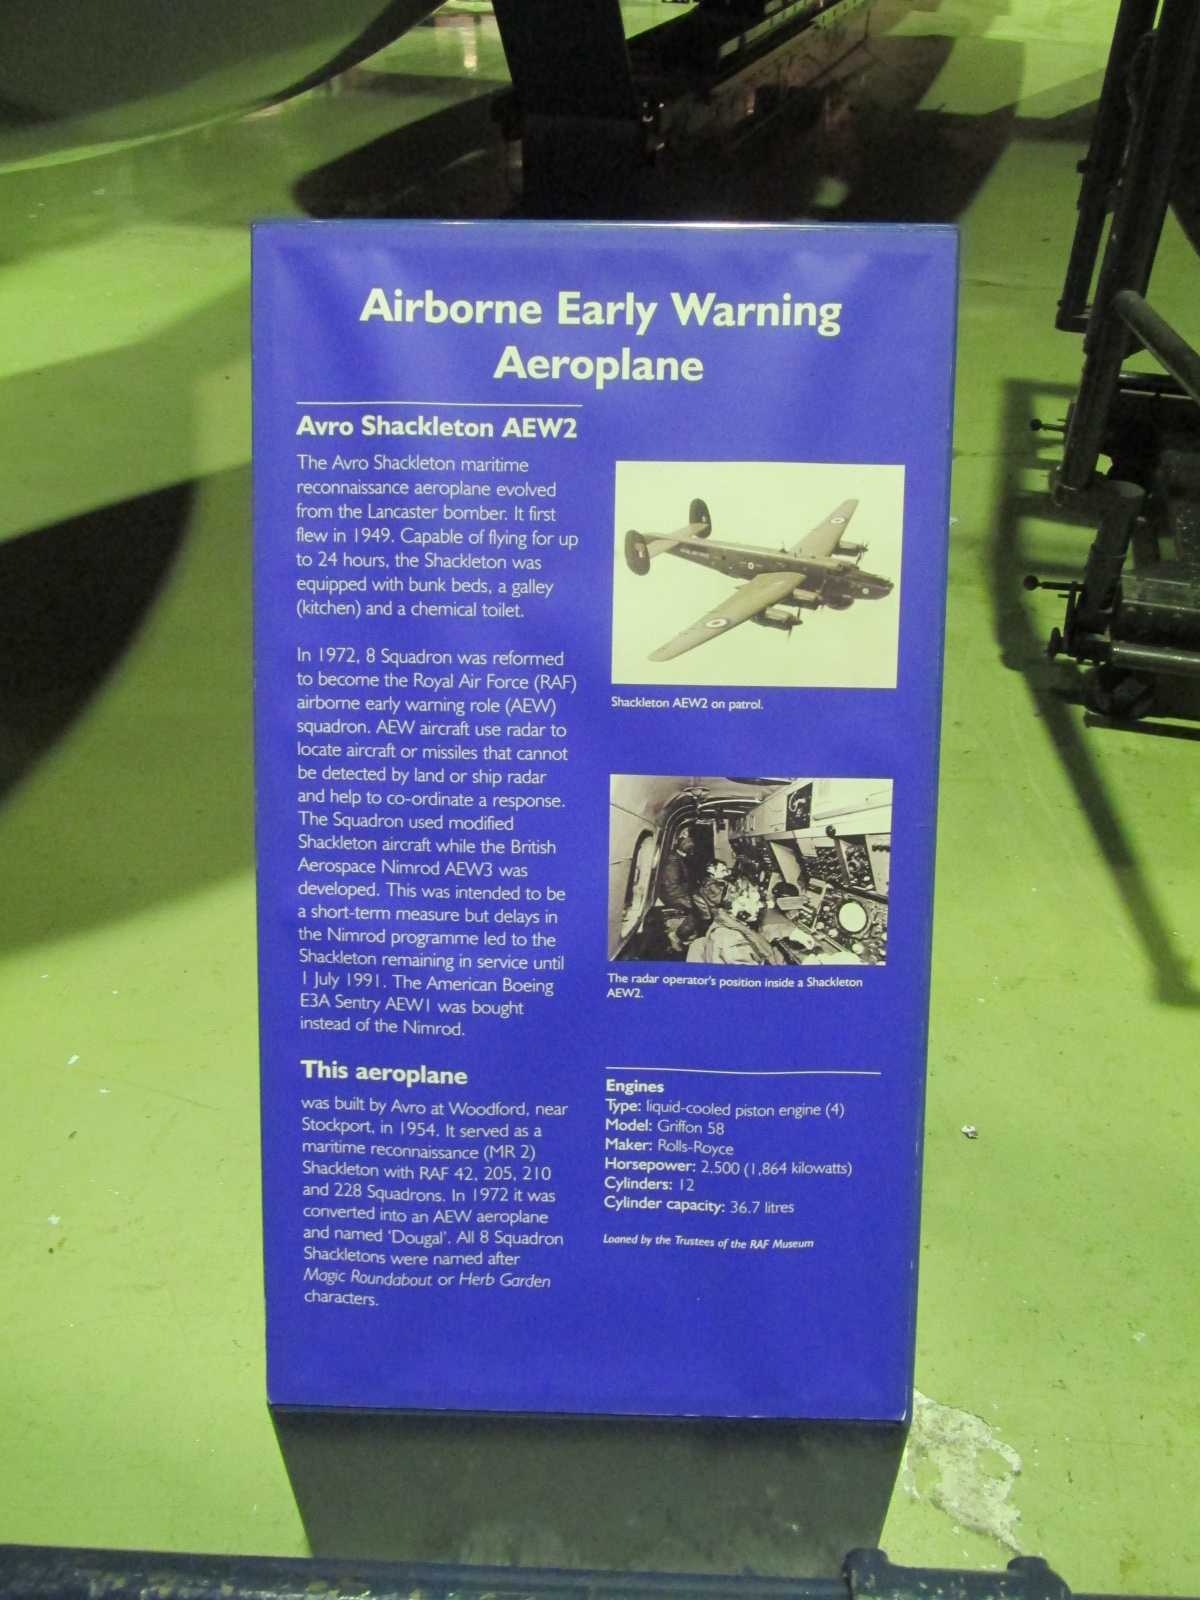 Airborne Early Warning
Aeroplane
Avro Shackleton AEW2
The Avro Shackleton maritime
reconnaissance aeroplane evolved
from the Lancaster bomber. It first
flew in 1949. Capable of flying for up
to 24 hours, the Shackleton was
equipped with bunk beds, a galley
(kitchen) and a chemical toilet.
In 1972, 8 Squadron was reformed
to become the Royal Air Force (RAF)
airborne early warning role (AEW)
squadron. AEW aircraft use radar to
locate aircraft or missiles that cannot
be detected by land or ship radar
and help to co-ordinate a response.
The Squadron used modified
Shackleton aircraft while the British
Aerospace Nimrod AEW3 was
developed. This was intended to be
a short-term measure but delays in
the Nimrod programme led to the
Shackleton remaining in service until
1 July 1991. The American Boeing
E3A Sentry AEW1 was bought
instead of the Nimrod.
This aeroplane
was built by Avro at Woodford, near
Stockport, in 1954. It served as a
maritime reconnaissance (MR 2)
Shackleton with RAF 42, 205, 210
and 228 Squadrons. In 1972 it was
converted into an AEW aeroplane
and named 'Dougal'. All 8 Squadron
Shackletons were named after
Magic Roundabout or Herb Garden
characters.
Shackleton AEW2 on patrol.
The radar operator's position inside a Shackleton
AEW2.
Engines
Type: liquid-cooled piston engine (4)
Model: Griffon 58
Maker: Rolls-Royce
Horsepower: 2,500 (1,864 kilowatts)
Cylinders: 12
Cylinder capacity: 36.7 litres
Loaned by the Trustees of the RAF Museum